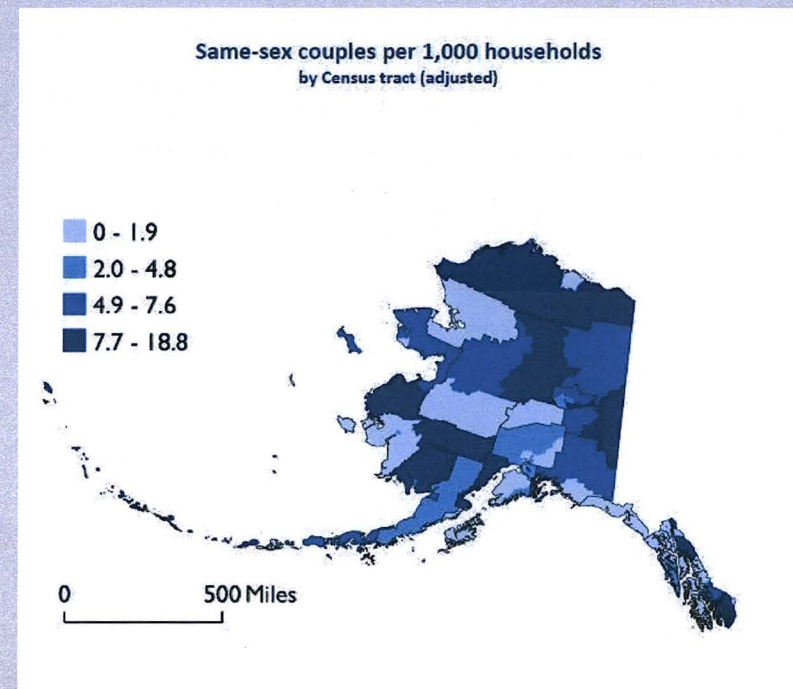 Same-sex couples per 1,000 households
by Census tract (adjusted)
0 - 1.9
2.0 - 4.8
4.9 - 7.6
7.7 - 18.8
0 500 Miles